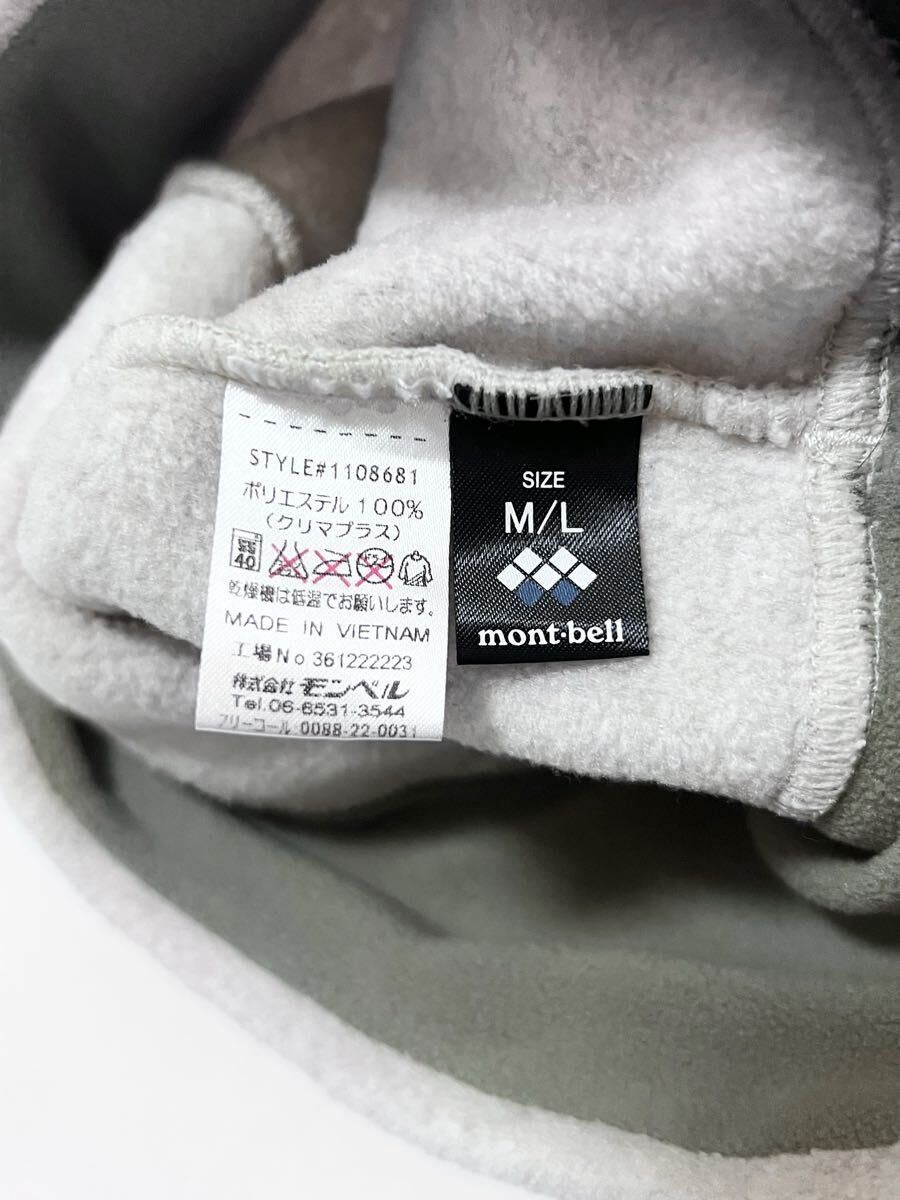 STYLE#1108681
ポリエステル 100%
(クリマプラス)
40
乾燥機は低温でお願いします。
MADE IN VIETNAM
工場No 361222223
株式会社 モンベル
Tel.06-6531-3544
フリーコール 0088-22-0031
SIZE
M/L
mont-bell